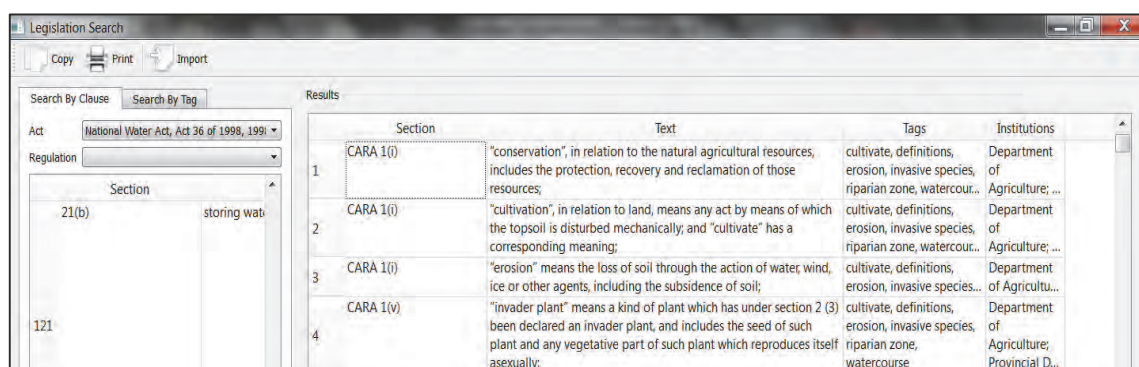 Legislation Search
Copy Print Import
Search By Clause Search By Tag
Act National Water Act, Act 36 of 1998, 199
Regulation
Section
21(b) storing wat
121
Results
Section Text Tags Institutions
1 CARA 1(i) "conservation", in relation to the natural agricultural resources, cultivate, definitions, Department
includes the protection, recovery and reclamation of those erosion, invasive species, of
resources; riparian zone, watercour... Agriculture; ...
2 CARA 1(i) "cultivation", in relation to land, means any act by means of which cultivate, definitions, Department
the topsoil is disturbed mechanically; and "cultivate" has a erosion, invasive species, of
corresponding meaning; riparian zone, watercour... Agriculture; ...
3 CARA 1(i) "erosion" means the loss of soil through the action of water, wind, cultivate, definitions, Department
ice or other agents, including the subsidence of soil; erosion, invasive species... of Agricultu...
4 CARA 1(v) "invader plant" means a kind of plant which has under section 2 (3) cultivate, definitions, Department
been declared an invader plant, and includes the seed of such erosion, invasive species, of
plant and any vegetative part of such plant which reproduces itself riparian zone, Agriculture;
asexually; watercourse Provincial D...